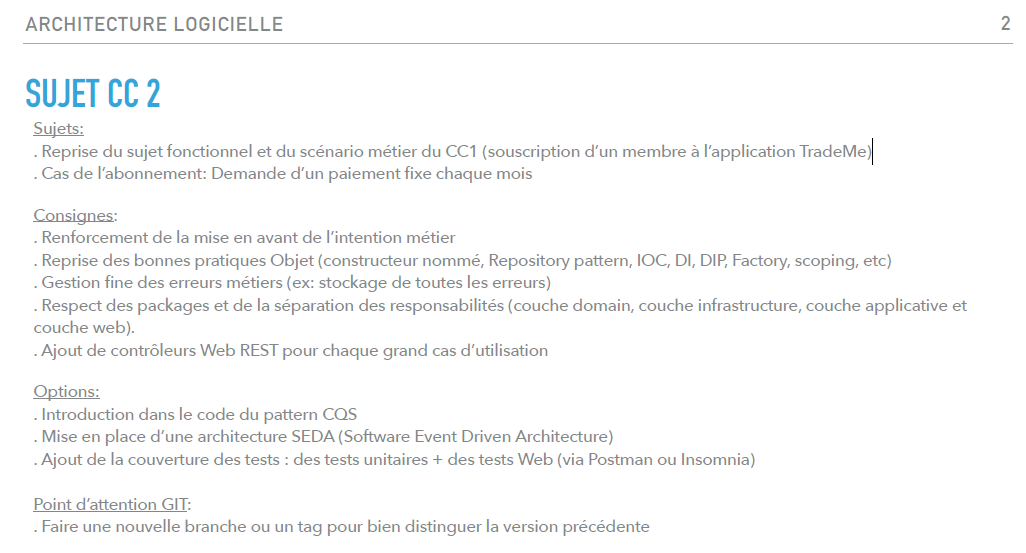 ARCHITECTURE LOGICIELLE
2
SUJET CC 2
Sujets:
. Reprise du sujet fonctionnel et du scénario métier du CC1 (souscription d'un membre à l'application TradeMe)
. Cas de l'abonnement: Demande d'un paiement fixe chaque mois
Consignes:
. Renforcement de la mise en avant de l'intention métier
. Reprise des bonnes pratiques Objet (constructeur nommé, Repository pattern, IOC, DI, DIP, Factory, scoping, etc)
. Gestion fine des erreurs métiers (ex: stockage de toutes les erreurs)
. Respect des packages et de la séparation des responsabilités (couche domain, couche infrastructure, couche applicative et
couche web).
. Ajout de contrôleurs Web REST pour chaque grand cas d'utilisation
Options:
. Introduction dans le code du pattern CQS
. Mise en place d'une architecture SEDA (Software Event Driven Architecture)
. Ajout de la couverture des tests : des tests unitaires + des tests Web (via Postman ou Insomnia)
Point d'attention GIT:
. Faire une nouvelle branche ou un tag pour bien distinguer la version précédente